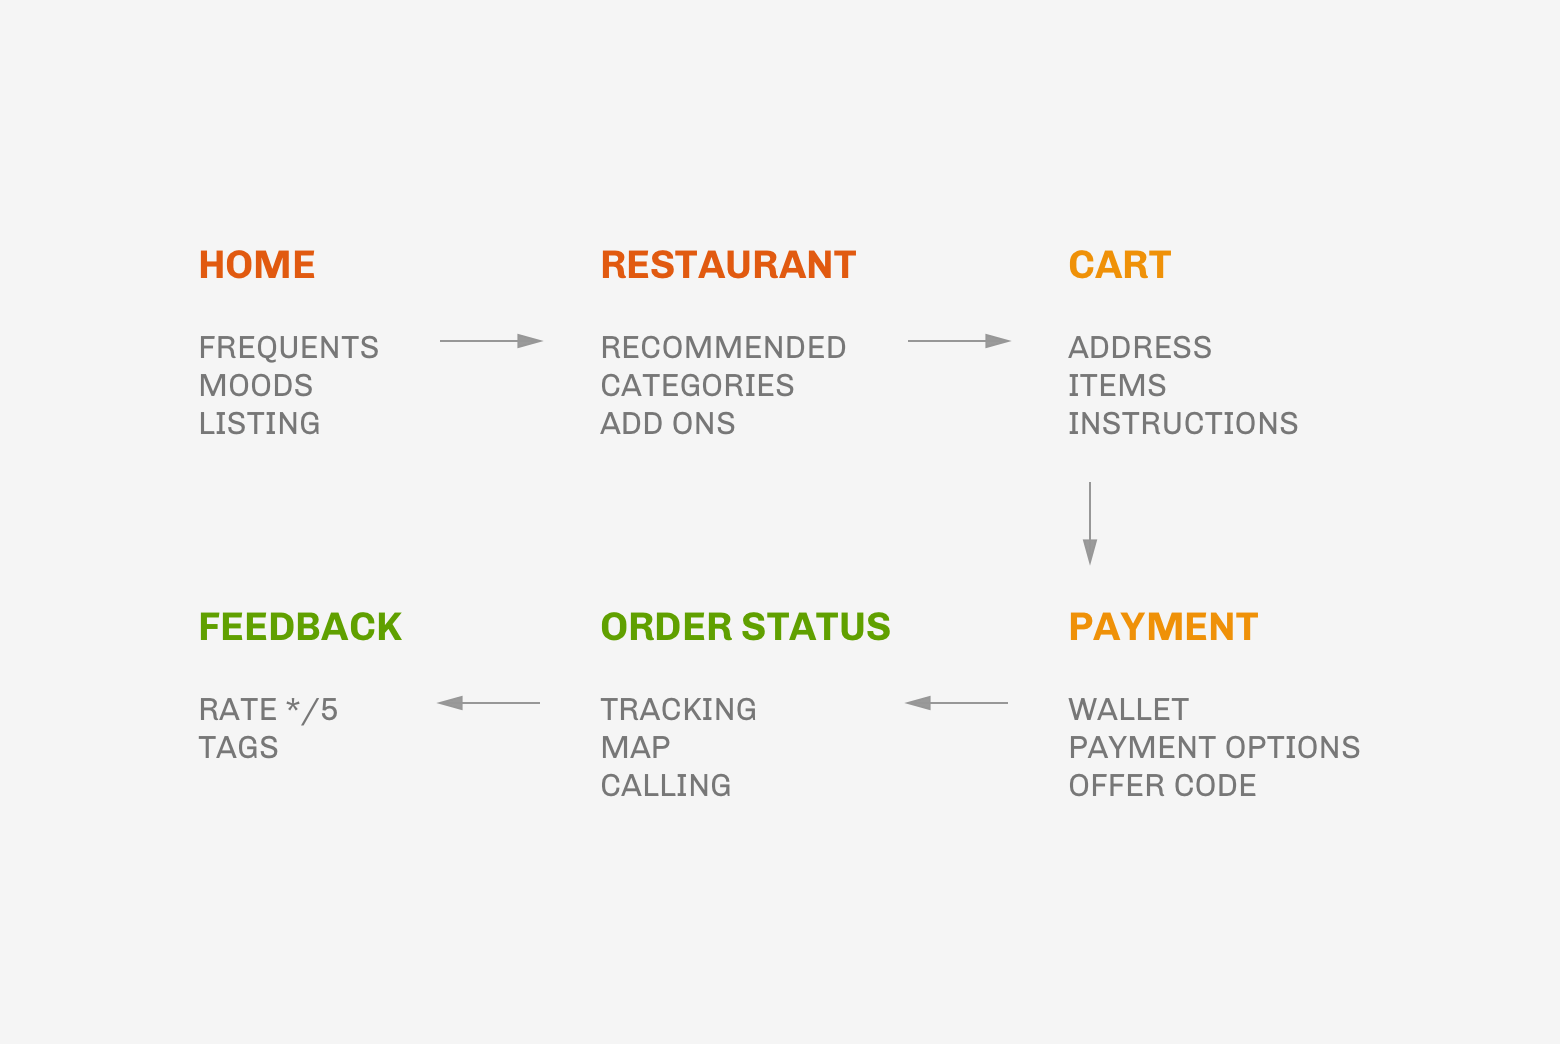 HOME
FREQUENTS
MOODS
LISTING
RESTAURANT
RECOMMENDED
CATEGORIES
ADD ONS
CART
ADDRESS
ITEMS
INSTRUCTIONS
PAYMENT
WALLET
PAYMENT OPTIONS
OFFER CODE
ORDER STATUS
TRACKING
MAP
CALLING
FEEDBACK
RATE */5
TAGS